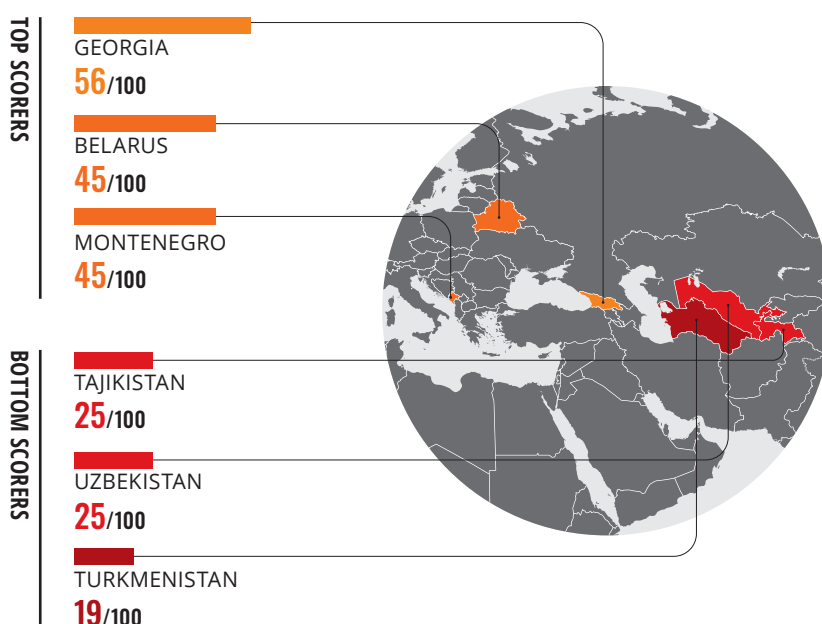 TOP SCORERS
GEORGIA
56/100
BELARUS
45/100
MONTENEGRO
45/100
BOTTOM SCORERS
TAJIKISTAN
25/100
UZBEKISTAN
25/100
TURKMENISTAN
19/100